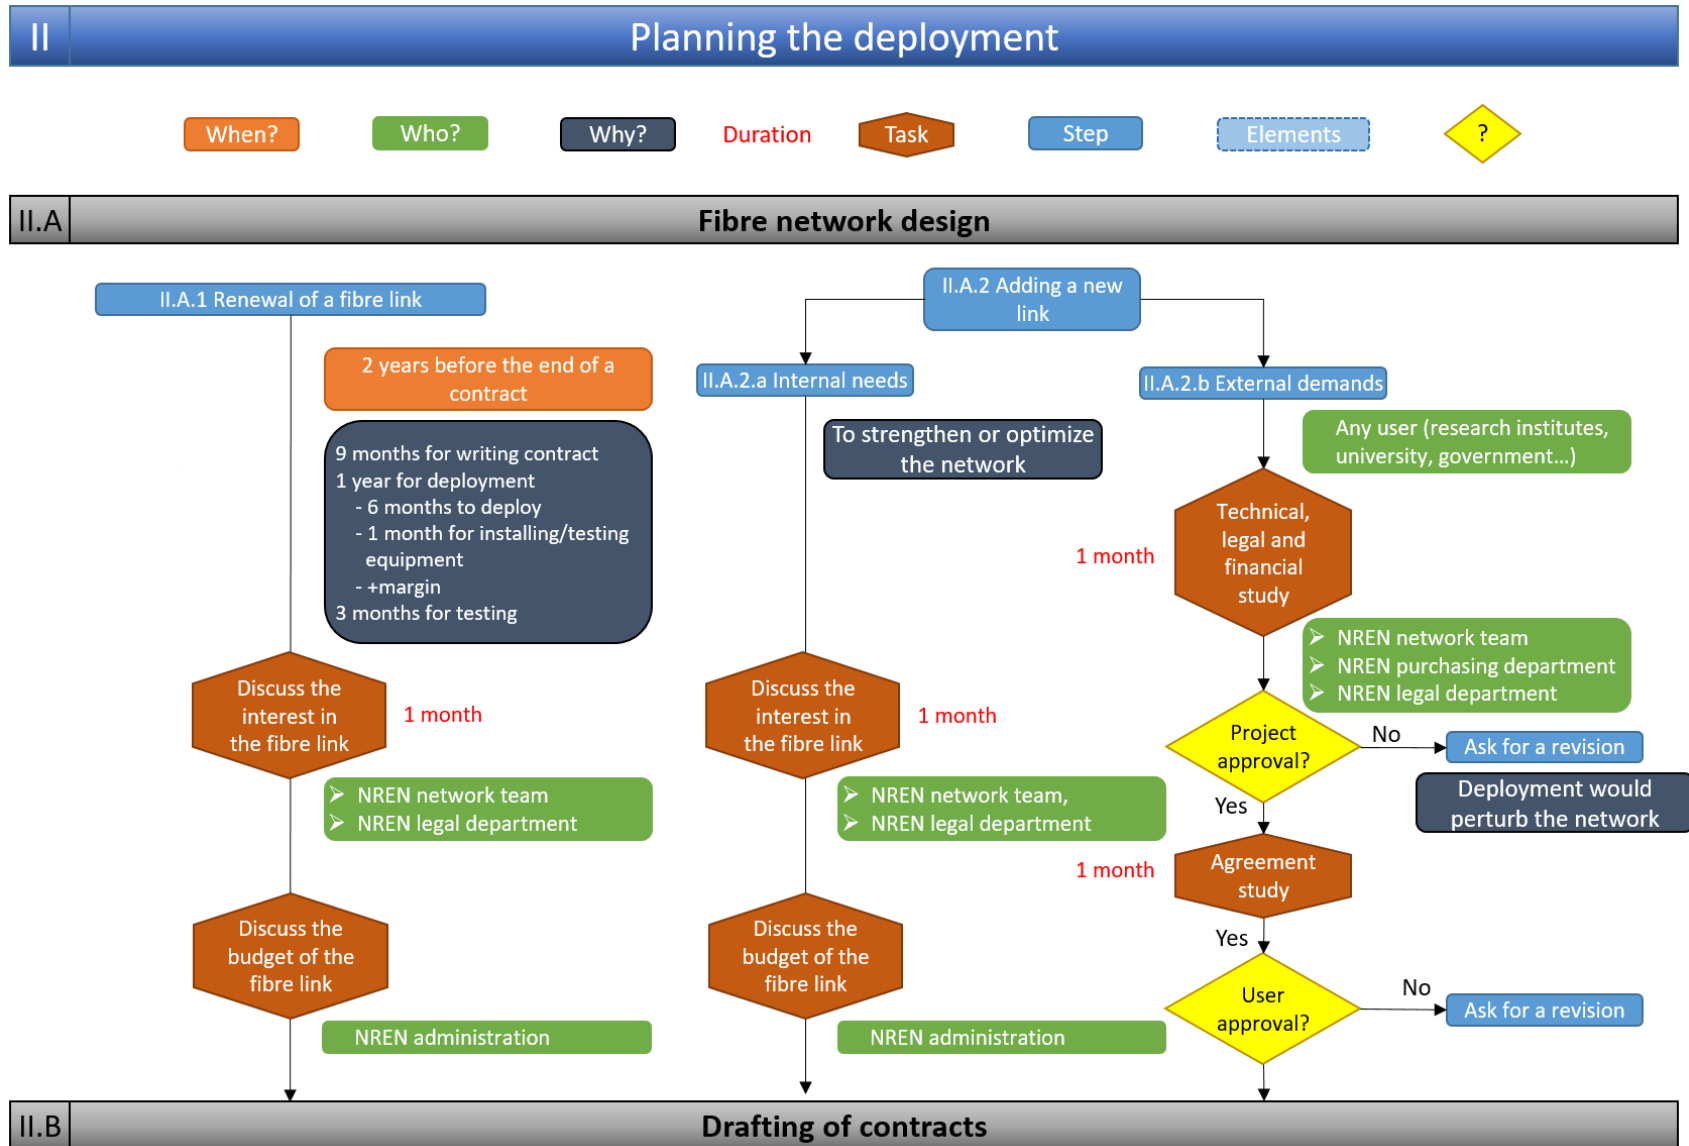 II
Planning the deployment
When?
Who?
Why?
Duration
Task
Step
Elements
?
II.A
Fibre network design
II.A.1 Renewal of a fibre link
2 years before the end of a
contract
9 months for writing contract
1 year for deployment
- 6 months to deploy
- 1 month for installing/testing
equipment
- +margin
3 months for testing
Discuss the
interest in
the fibre link
1 month
NREN network team
NREN legal department
Discuss the
budget of the
fibre link
NREN administration
II.A.2 Adding a new
link
II.A.2.a Internal needs
To strengthen or optimize
the network
Discuss the
interest in
the fibre link
1 month
NREN network team,
NREN legal department
Discuss the
budget of the
fibre link
NREN administration
II.A.2.b External demands
Any user (research institutes,
university, government...)
Technical,
legal and
financial
study
1 month
NREN network team
NREN purchasing department
NREN legal department
Project
approval?
No
Ask for a revision
Deployment would
perturb the network
Yes
Agreement
study
1 month
Yes
User
approval?
No
Ask for a revision
II.B
Drafting of contracts